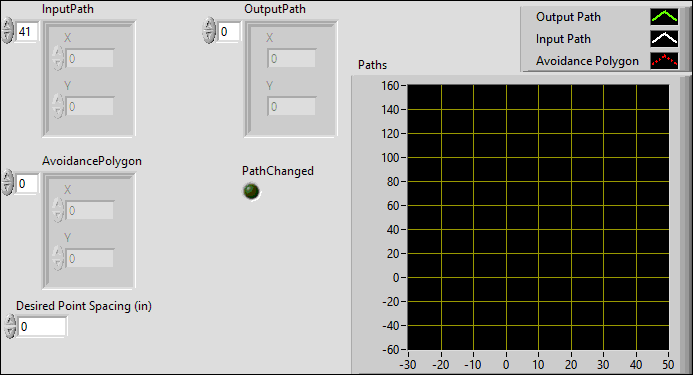 InputPath
41
X
0
Y
0
OutputPath
0
X
0
Y
0
AvoidancePolygon
0
X
0
Y
0
PathChanged
Desired Point Spacing (in)
0
Output Path
Input Path
Avoidance Polygon
Paths
160
140
120
100
80
60
40
20
0
-20
-40
-60
-30
-20
-10
0
10
20
30
40
50